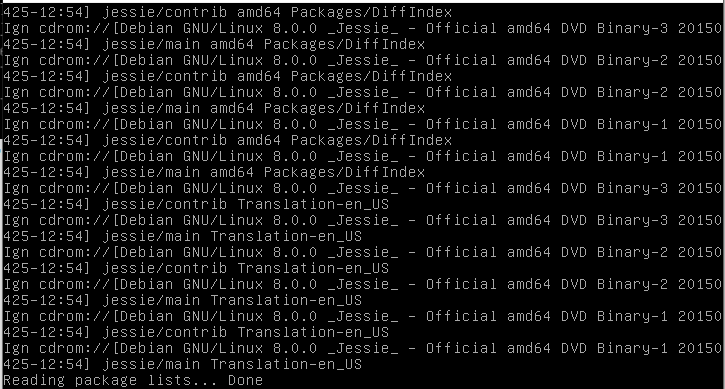 425-12:54] jessie/contrib amd64 Packages/DiffIndex
Ign cdrom://[Debian GNU/Linux 8.0.0 _Jessie_ - Official amd64 DVD Binary-3 20150
425-12:54] jessie/main amd64 Packages/DiffIndex
Ign cdrom://[Debian GNU/Linux 8.0.0 _Jessie_ - Official amd64 DVD Binary-2 20150
425-12:54] jessie/contrib amd64 Packages/DiffIndex
Ign cdrom://[Debian GNU/Linux 8.0.0 _Jessie_ - Official amd64 DVD Binary-2 20150
425-12:54] jessie/main amd64 Packages/DiffIndex
Ign cdrom://[Debian GNU/Linux 8.0.0 _Jessie_ - Official amd64 DVD Binary-1 20150
425-12:54] jessie/contrib amd64 Packages/DiffIndex
Ign cdrom://[Debian GNU/Linux 8.0.0 _Jessie_ - Official amd64 DVD Binary-1 20150
425-12:54] jessie/main amd64 Packages/DiffIndex
Ign cdrom://[Debian GNU/Linux 8.0.0 _Jessie_ - Official amd64 DVD Binary-3 20150
425-12:54] jessie/contrib Translation-en_US
Ign cdrom://[Debian GNU/Linux 8.0.0 _Jessie_ - Official amd64 DVD Binary-3 20150
425-12:54] jessie/main Translation-en_US
Ign cdrom://[Debian GNU/Linux 8.0.0 _Jessie_ - Official amd64 DVD Binary-2 20150
425-12:54] jessie/contrib Translation-en_US
Ign cdrom://[Debian GNU/Linux 8.0.0 _Jessie_ - Official amd64 DVD Binary-2 20150
425-12:54] jessie/main Translation-en_US
Ign cdrom://[Debian GNU/Linux 8.0.0 _Jessie_ - Official amd64 DVD Binary-1 20150
425-12:54] jessie/contrib Translation-en_US
Ign cdrom://[Debian GNU/Linux 8.0.0 _Jessie_ - Official amd64 DVD Binary-1 20150
425-12:54] jessie/main Translation-en_US
Reading package lists... Done